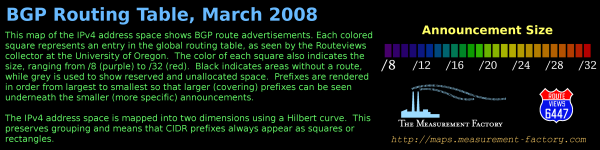 BGP Routing Table, March 2008
This map of the IPv4 address space shows BGP route advertisements. Each colored
square represents an entry in the global routing table, as seen by the Routeviews
collector at the University of Oregon.  The color of each square also indicates the
size, ranging from /8 (purple) to /32 (red).  Black indicates areas without a route,
while grey is used to show reserved and unallocated space.  Prefixes are rendered
in order from largest to smallest so that larger (covering) prefixes can be seen
underneath the smaller (more specific) announcements.
The IPv4 address space is mapped into two dimensions using a Hilbert curve.  This
preserves grouping and means that CIDR prefixes always appear as squares or
rectangles.
Announcement Size
/8 /12 /16 /20 /24 /28 /32
THE MEASUREMENT FACTORY
ROUTE
VIEWS
6447
http://maps.measurement-factory.com